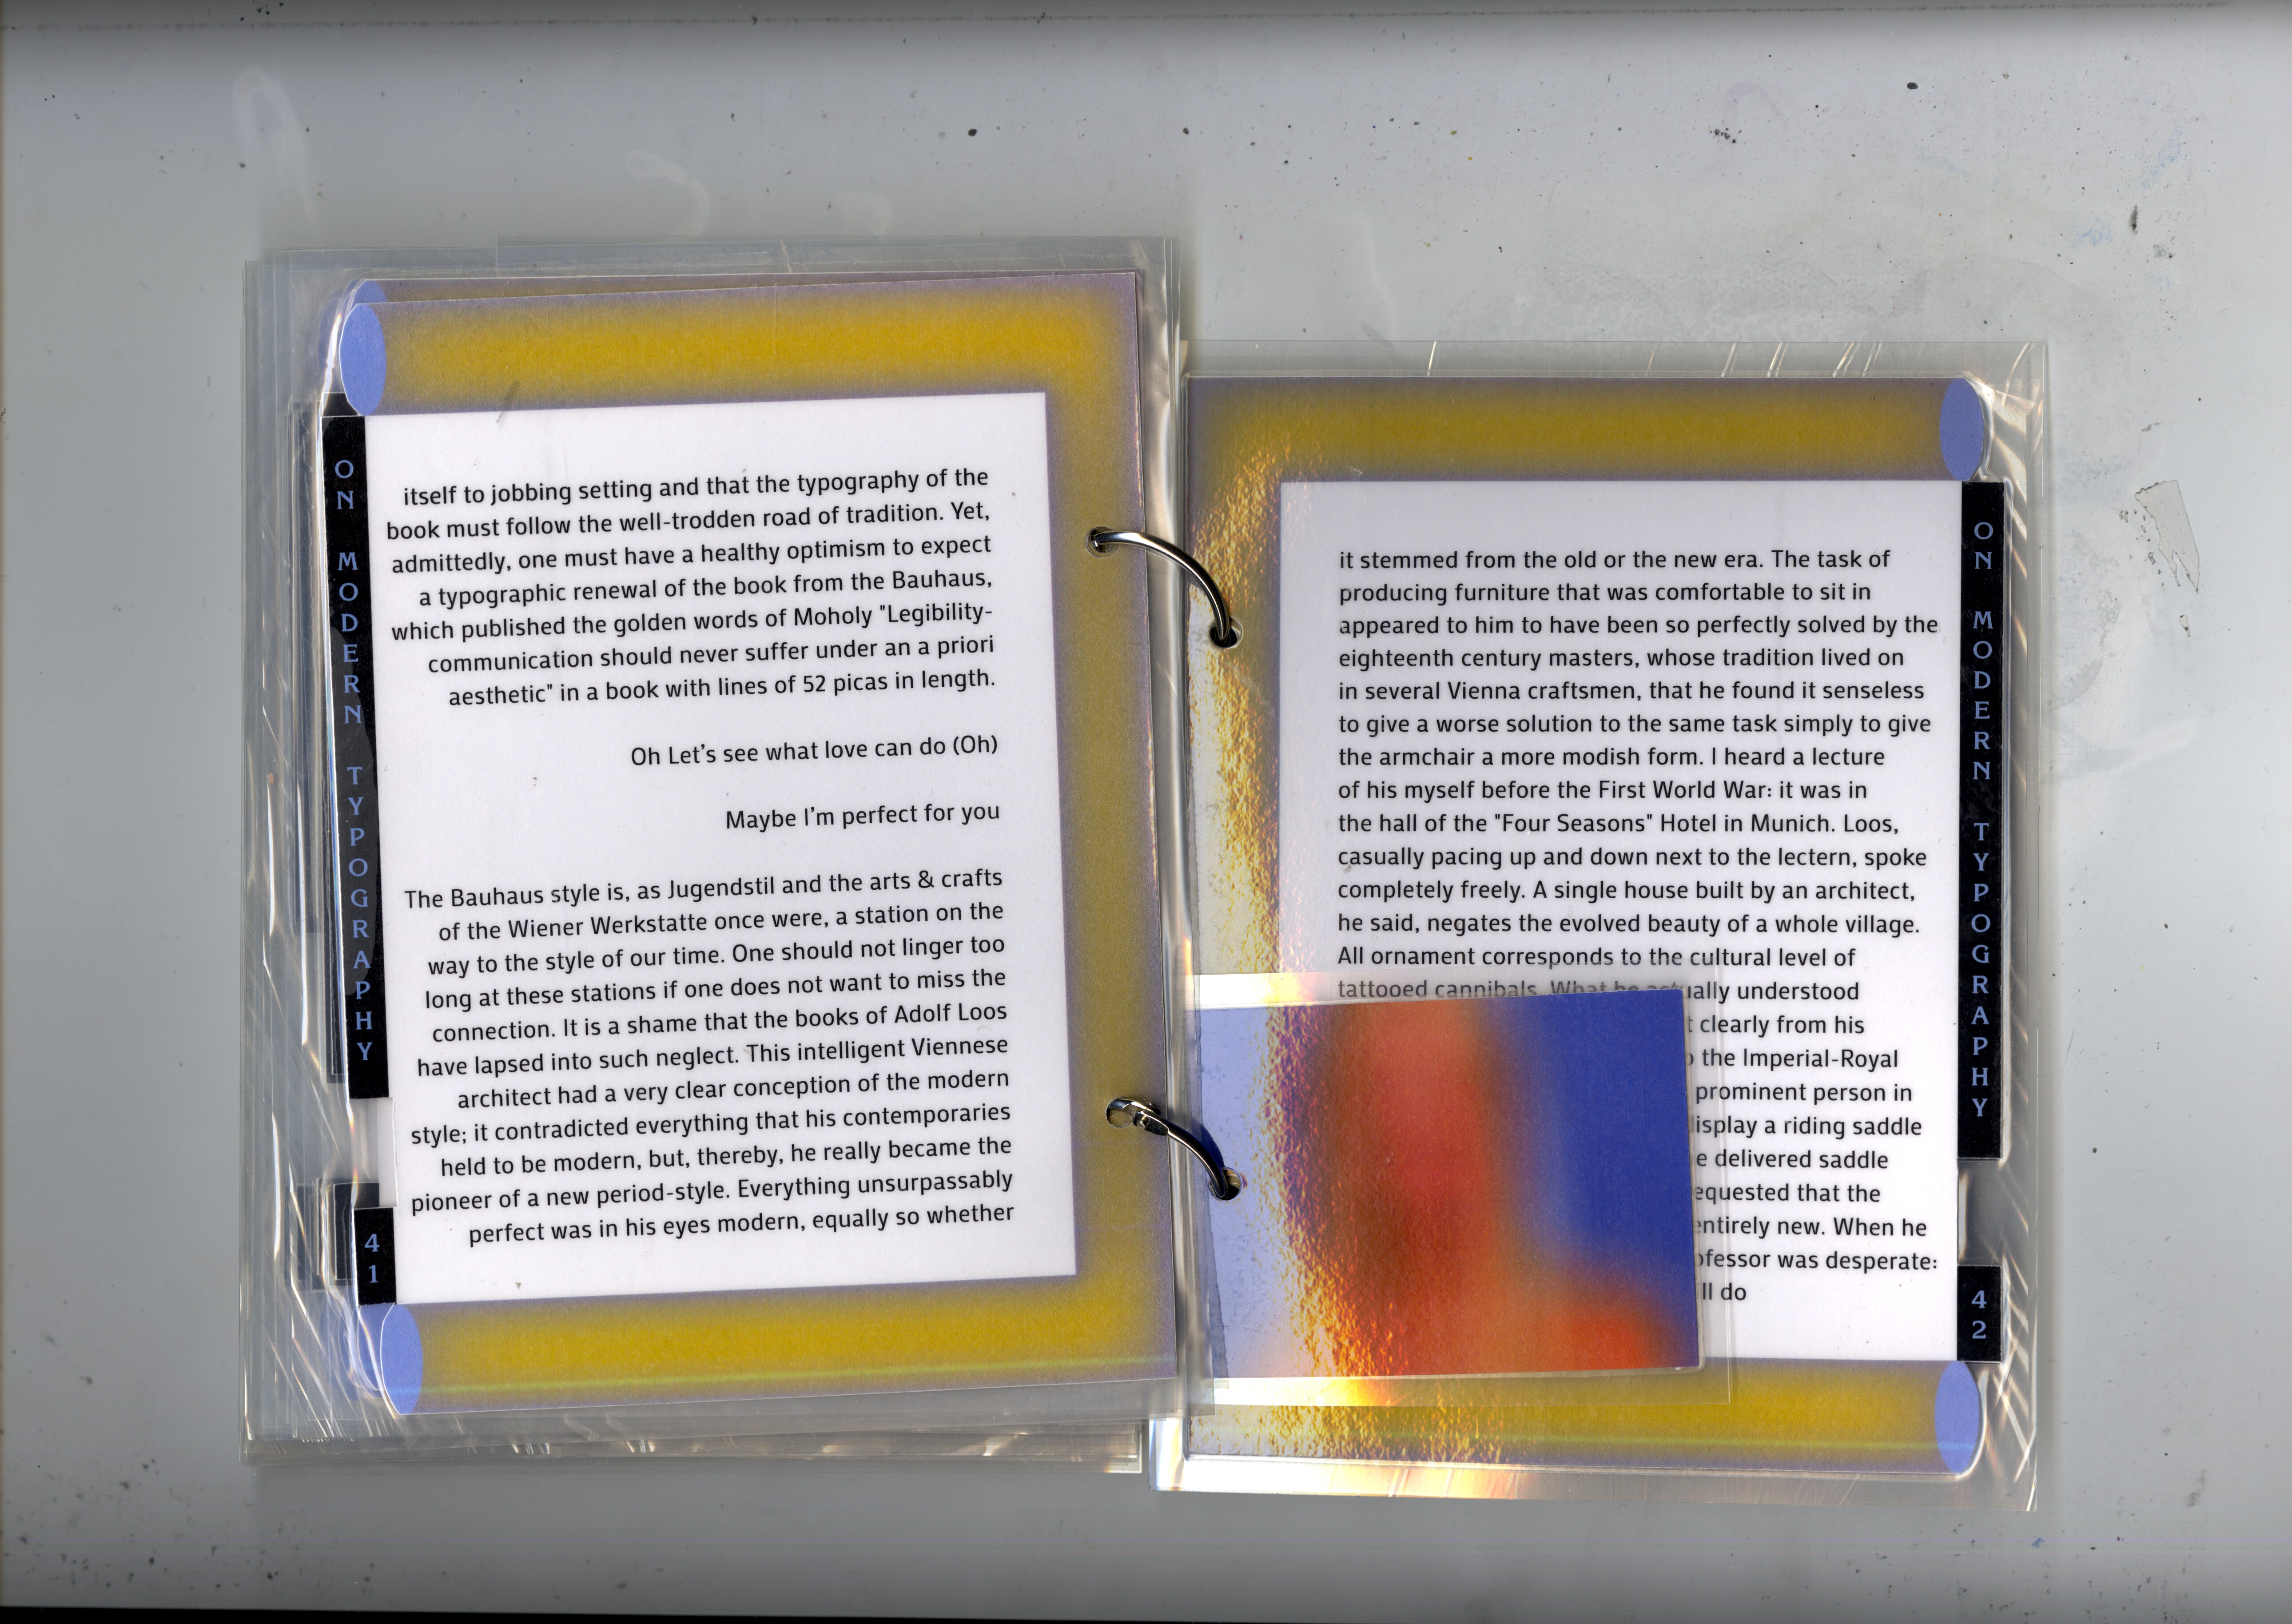 ON MODERN TYPOGRAPHY
itself to jobbing setting and that the typography of the
book must follow the well-trodden road of tradition. Yet,
admittedly, one must have a healthy optimism to expect
a typographic renewal of the book from the Bauhaus,
which published the golden words of Moholy "Legibility-
communication should never suffer under an a priori
aesthetic" in a book with lines of 52 picas in length.
Oh Let's see what love can do (Oh)
Maybe I'm perfect for you
The Bauhaus style is, as Jugendstil and the arts & crafts
of the Wiener Werkstatte once were, a station on the
way to the style of our time. One should not linger too
long at these stations if one does not want to miss the
connection. It is a shame that the books of Adolf Loos
have lapsed into such neglect. This intelligent Viennese
architect had a very clear conception of the modern
style; it contradicted everything that his contemporaries
held to be modern, but, thereby, he really became the
pioneer of a new period-style. Everything unsurpassably
perfect was in his eyes modern, equally so whether
41
it stemmed from the old or the new era. The task of
producing furniture that was comfortable to sit in
appeared to him to have been so perfectly solved by the
eighteenth century masters, whose tradition lived on
in several Vienna craftsmen, that he found it senseless
to give a worse solution to the same task simply to give
the armchair a more modish form. I heard a lecture
of his myself before the First World War: it was in
the hall of the "Four Seasons" Hotel in Munich. Loos,
casually pacing up and down next to the lectern, spoke
completely freely. A single house built by an architect,
he said, negates the evolved beauty of a whole village.
All ornament corresponds to the cultural level of
tattooed cannibals. What he actually understood
clearly from his
the Imperial-Royal
prominent person in
display a riding saddle
delivered saddle
requested that the
entirely new. When he
professor was desperate:
do
ON MODERN TYPOGRAPHY
42